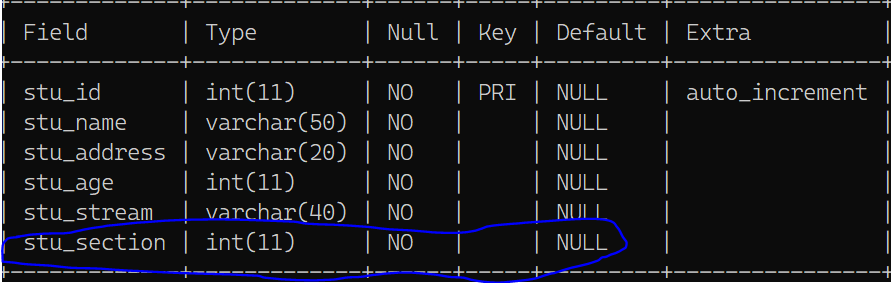 | Field | Type | Null | Key | Default | Extra |
| stu_id | int(11) | NO | PRI | NULL | auto_increment |
| stu_name | varchar(50) | NO | | NULL | |
| stu_address | varchar(20) | NO | | NULL | |
| stu_age | int(11) | NO | | NULL | |
| stu_stream | varchar(40) | NO | | NULL | |
| stu_section | int(11) | NO | | NULL | |